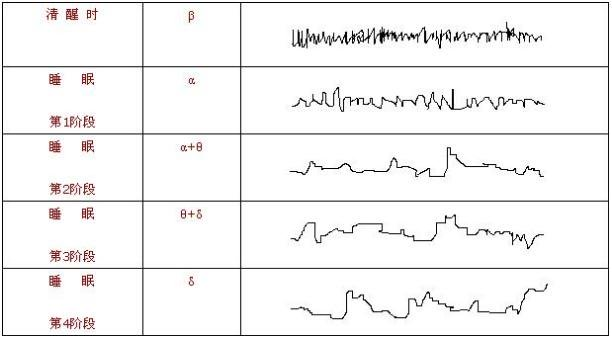 清 醒 时 β
睡 眠 α
第1阶段
睡 眠 α+θ
第2阶段
睡 眠 θ+δ
第3阶段
睡 眠 δ
第4阶段